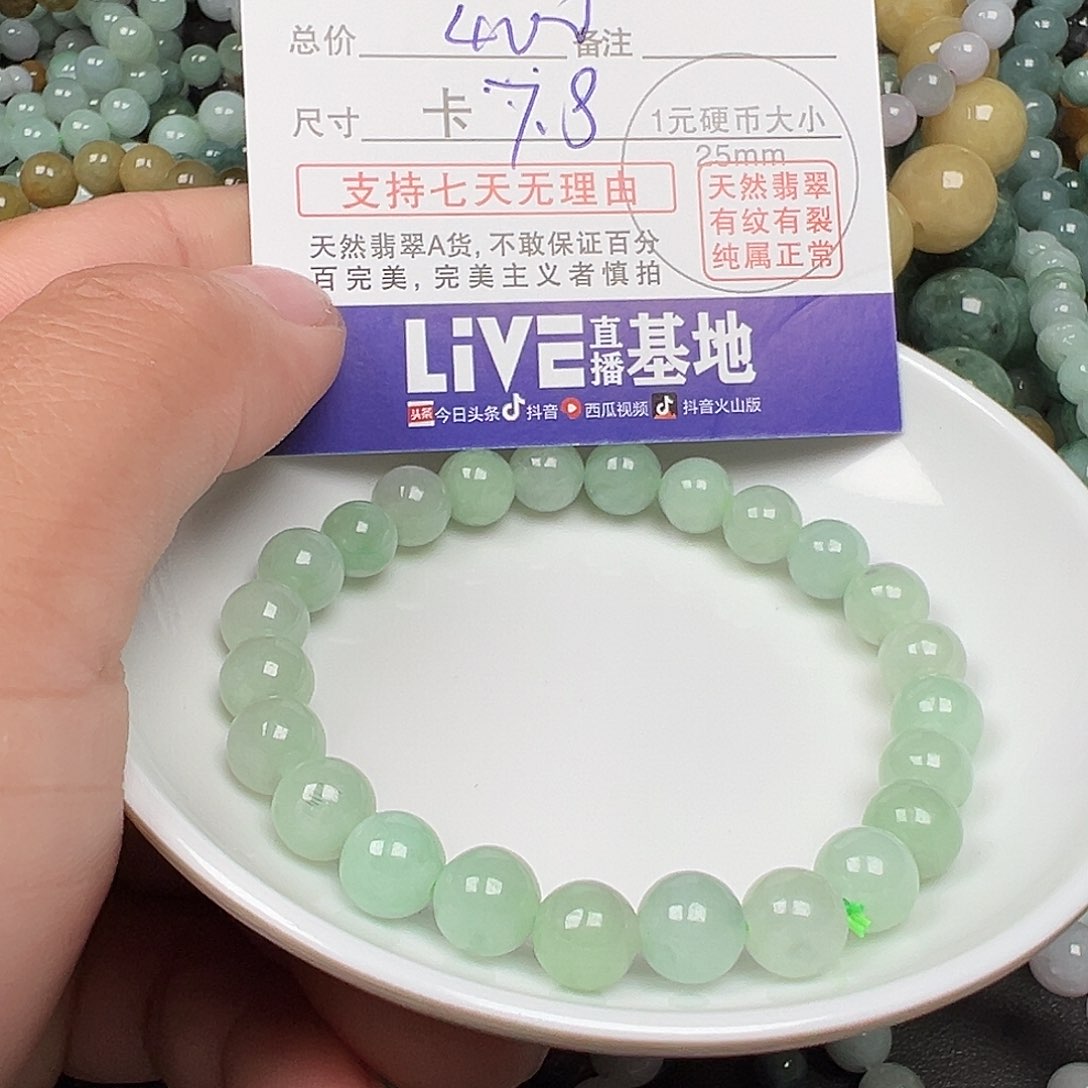 总价 备注
尺寸 卡 7.8 1元硬币大小
25mm
支持七天无理由
天然翡翠
有纹有裂
纯属正常
天然翡翠A货,不敢保证百分
百完美,完美主义者慎拍
LiVE直播基地
头条 今日头条 抖音 西瓜视频 抖音火山版